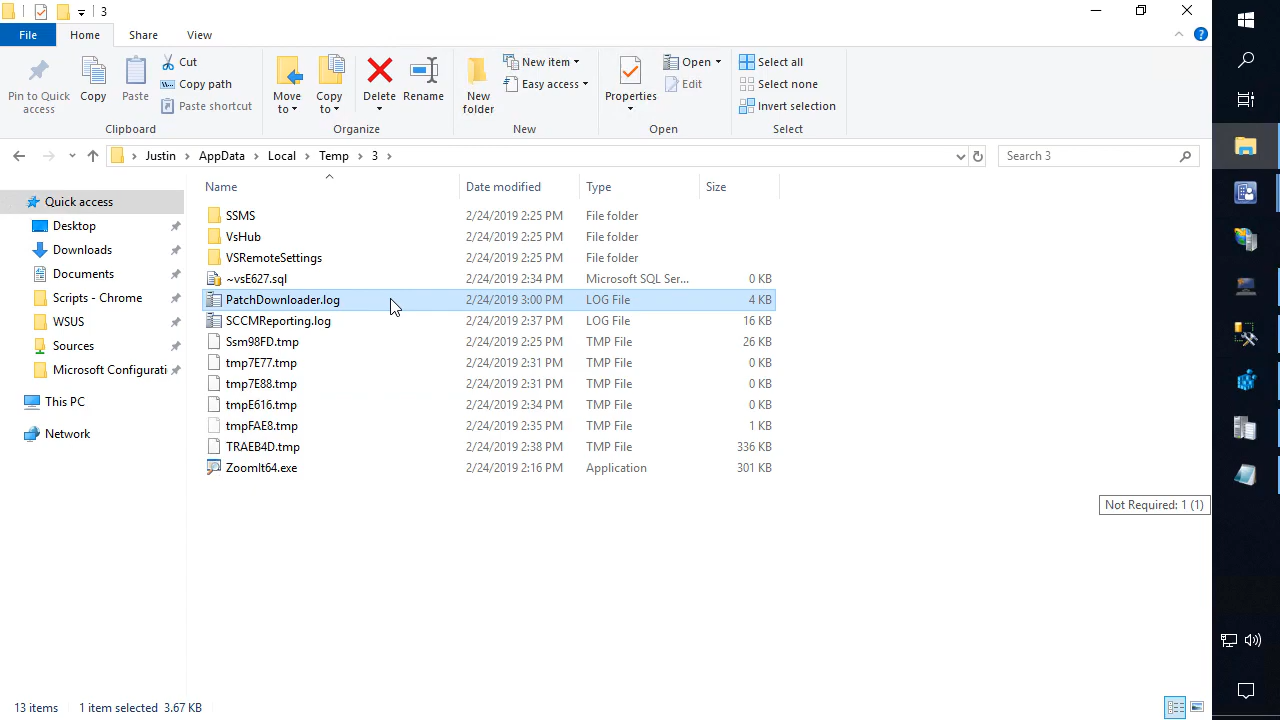 3
File Home Share View
Pin to Quick access
Copy
Paste
Cut
Copy path
Paste shortcut
Clipboard
Move to
Copy to
Delete
Rename
Organize
New folder
New item
Easy access
New
Properties
Open
Edit
Open
Select all
Select none
Invert selection
Select
Justin > AppData > Local > Temp > 3 >
Search 3
Quick access
Desktop
Downloads
Documents
Scripts - Chrome
WSUS
Sources
Microsoft Configurati
This PC
Network
Name Date modified Type Size
SSMS 2/24/2019 2:25 PM File folder
VsHub 2/24/2019 2:25 PM File folder
VSRemoteSettings 2/24/2019 2:25 PM File folder
~vsE627.sql 2/24/2019 2:34 PM Microsoft SQL Ser... 0 KB
PatchDownloader.log 2/24/2019 3:00 PM LOG File 4 KB
SCCMReporting.log 2/24/2019 2:37 PM LOG File 16 KB
Ssm98FD.tmp 2/24/2019 2:25 PM TMP File 26 KB
tmp7E77.tmp 2/24/2019 2:31 PM TMP File 0 KB
tmp7E88.tmp 2/24/2019 2:31 PM TMP File 0 KB
tmpE616.tmp 2/24/2019 2:34 PM TMP File 0 KB
tmpFAE8.tmp 2/24/2019 2:35 PM TMP File 1 KB
TRAEB4D.tmp 2/24/2019 2:38 PM TMP File 336 KB
ZoomIt64.exe 2/24/2019 2:16 PM Application 301 KB
Not Required: 1 (1)
13 items 1 item selected 3.67 KB